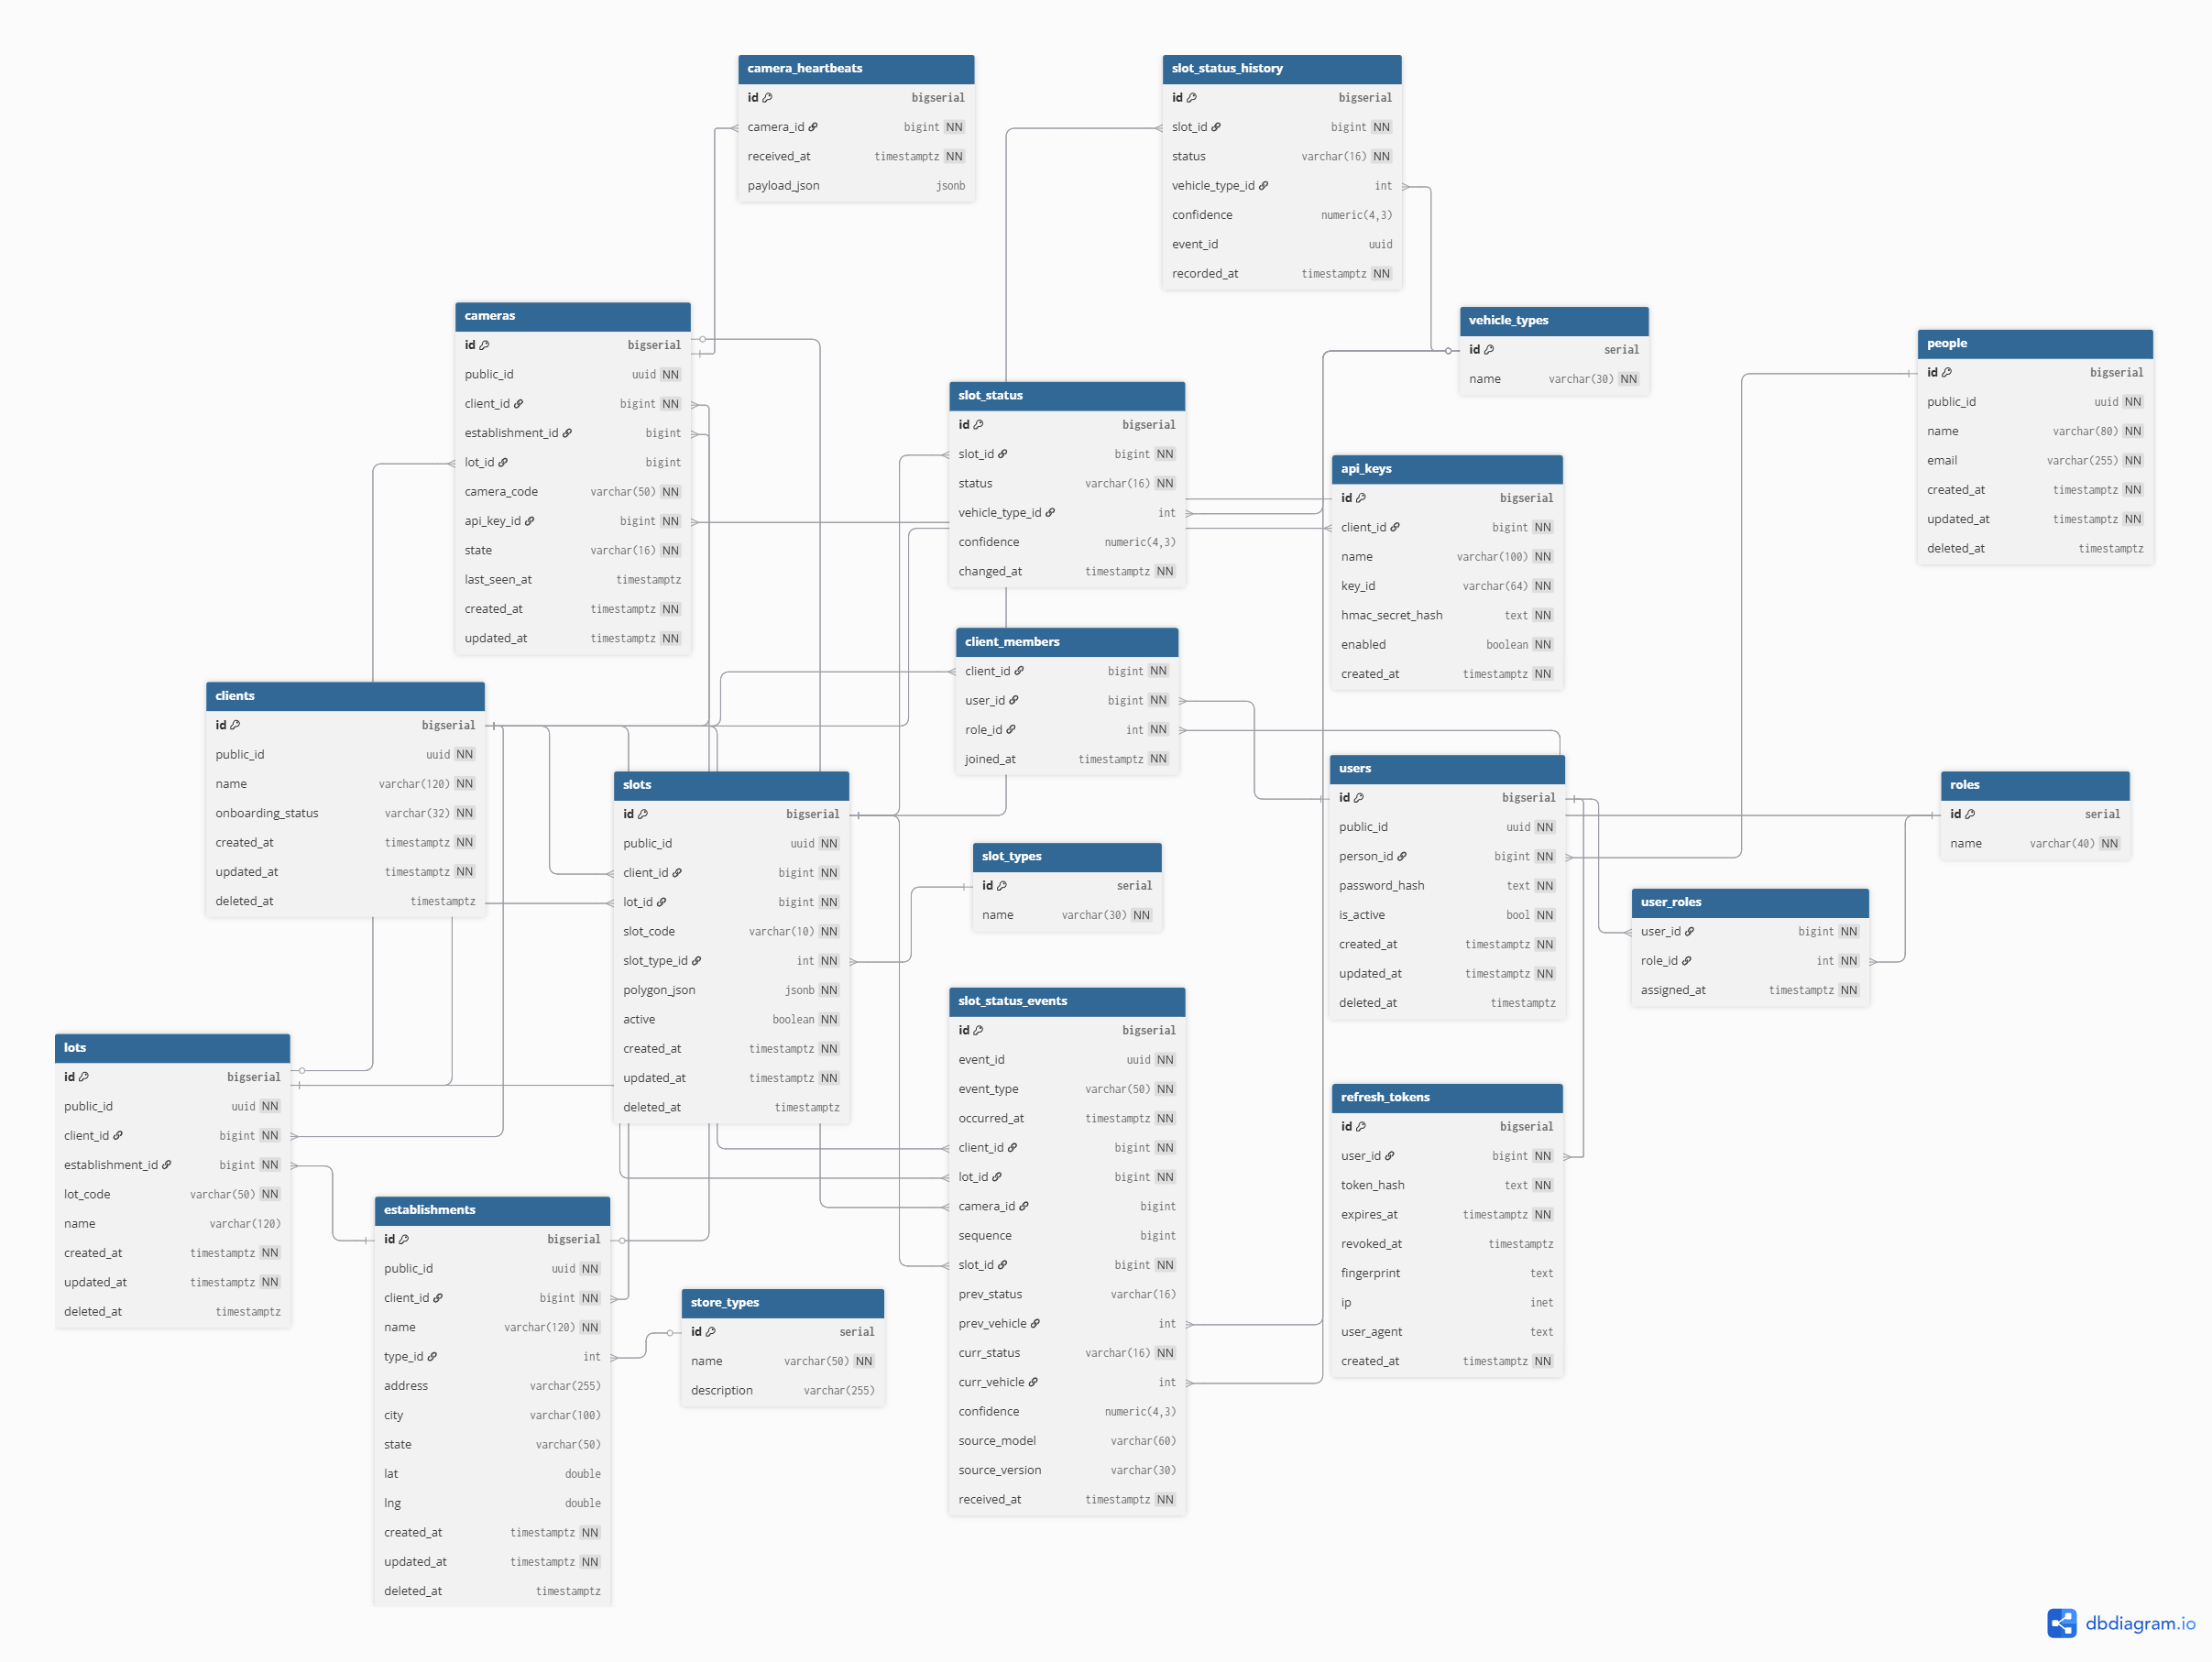 camera_heartbeats
id bigserial
camera_id bigint NN
received_at timestamptz NN
payload_json jsonb
slot_status_history
id bigserial
slot_id bigint NN
status varchar(16) NN
vehicle_type_id int
confidence numeric(4,3)
event_id uuid
recorded_at timestamptz NN
cameras
id bigserial
public_id uuid NN
client_id bigint NN
establishment_id bigint
lot_id bigint
camera_code varchar(50) NN
api_key_id bigint NN
state varchar(16) NN
last_seen_at timestamptz
created_at timestamptz NN
updated_at timestamptz NN
vehicle_types
id serial
name varchar(30) NN
people
id bigserial
public_id uuid NN
name varchar(80) NN
email varchar(255) NN
created_at timestamptz NN
updated_at timestamptz NN
deleted_at timestamptz
slot_status
id bigserial
slot_id bigint NN
status varchar(16) NN
vehicle_type_id int
confidence numeric(4,3)
changed_at timestamptz NN
api_keys
id bigserial
client_id bigint NN
name varchar(100) NN
key_id varchar(64) NN
hmac_secret_hash text NN
enabled boolean NN
created_at timestamptz NN
client_members
client_id bigint NN
user_id bigint NN
role_id int NN
joined_at timestamptz NN
clients
id bigserial
public_id uuid NN
name varchar(120) NN
onboarding_status varchar(32) NN
created_at timestamptz NN
updated_at timestamptz NN
deleted_at timestamptz
slots
id bigserial
public_id uuid NN
client_id bigint NN
lot_id bigint NN
slot_code varchar(10) NN
slot_type_id int NN
polygon_json jsonb NN
active boolean NN
created_at timestamptz NN
updated_at timestamptz NN
deleted_at timestamptz
users
id bigserial
public_id uuid NN
person_id bigint NN
password_hash text NN
is_active bool NN
created_at timestamptz NN
updated_at timestamptz NN
deleted_at timestamptz
roles
id serial
name varchar(40) NN
slot_types
id serial
name varchar(30) NN
user_roles
user_id bigint NN
role_id int NN
assigned_at timestamptz NN
slot_status_events
id bigserial
event_id uuid NN
event_type varchar(50) NN
occurred_at timestamptz NN
client_id bigint NN
lot_id bigint NN
camera_id bigint
sequence bigint
slot_id bigint NN
prev_status varchar(16)
prev_vehicle int
curr_status varchar(16) NN
curr_vehicle int
confidence numeric(4,3)
source_model varchar(60)
source_version varchar(30)
received_at timestamptz NN
lots
id bigserial
public_id uuid NN
client_id bigint NN
establishment_id bigint NN
lot_code varchar(50) NN
name varchar(120)
created_at timestamptz NN
updated_at timestamptz NN
deleted_at timestamptz
refresh_tokens
id bigserial
user_id bigint NN
token_hash text NN
expires_at timestamptz NN
revoked_at timestamptz
fingerprint text
ip inet
user_agent text
created_at timestamptz NN
establishments
id bigserial
public_id uuid NN
client_id bigint NN
name varchar(120) NN
type_id int
address varchar(255)
city varchar(100)
state varchar(50)
lat double
lng double
created_at timestamptz NN
updated_at timestamptz NN
deleted_at timestamptz
store_types
id serial
name varchar(50) NN
description varchar(255)
dbdiagram.io